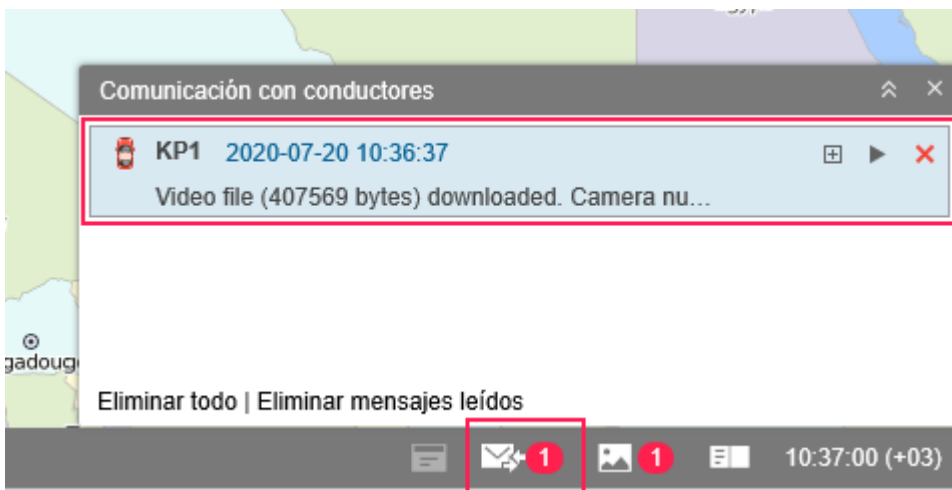 Comunicación con conductores
KP1 2020-07-20 10:36:37
Video file (407569 bytes) downloaded. Camera nu...
gadoug
Eliminar todo | Eliminar mensajes leídos
1 1 10:37:00 (+03)